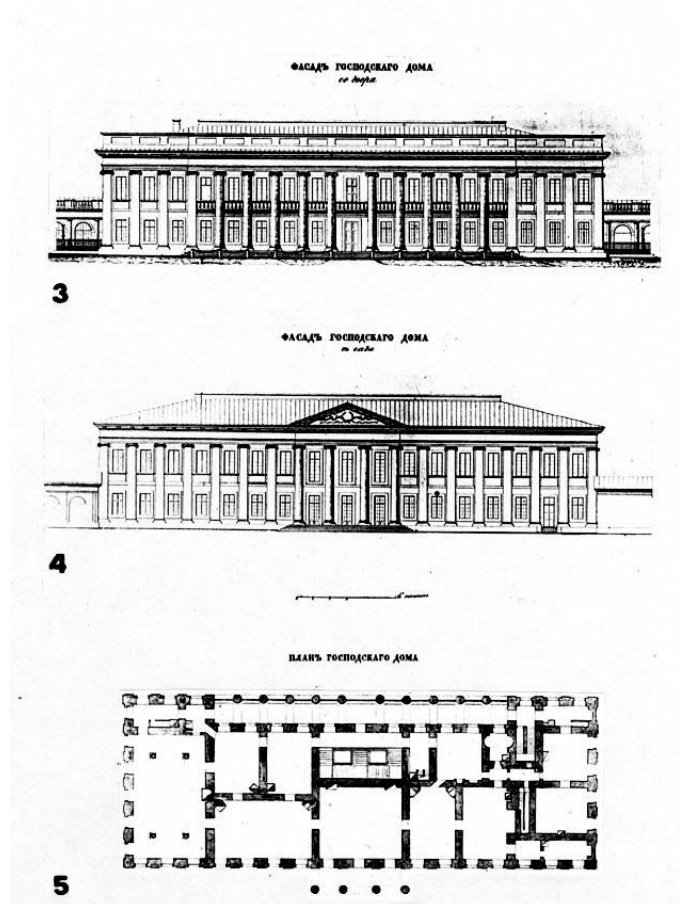 ФАСАДЪ ГОСПОДСКАГО ДОМА
со двора
3
ФАСАДЪ ГОСПОДСКАГО ДОМА
съ сада
4
ПЛАНЪ ГОСПОДСКАГО ДОМА
5